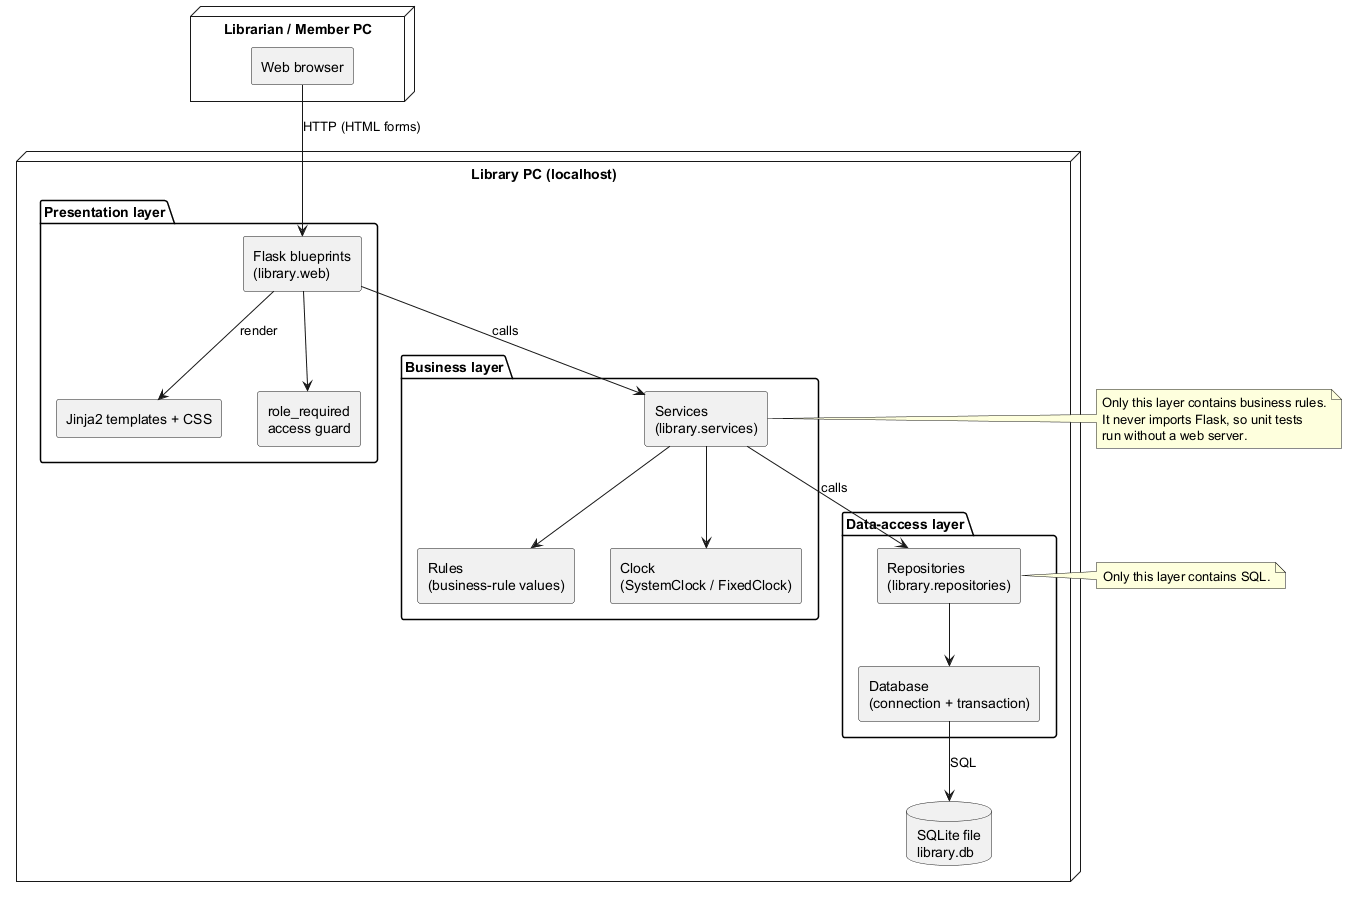 Librarian / Member PC
Web browser
HTTP (HTML forms)
Library PC (localhost)
Presentation layer
Flask blueprints
(library.web)
render
calls
Jinja2 templates + CSS
role_required
access guard
Business layer
Services
(library.services)
Only this layer contains business rules.
It never imports Flask, so unit tests
run without a web server.
calls
Rules
(business-rule values)
Clock
(SystemClock / FixedClock)
Data-access layer
Repositories
(library.repositories)
Only this layer contains SQL.
Database
(connection + transaction)
SQL
SQLite file
library.db